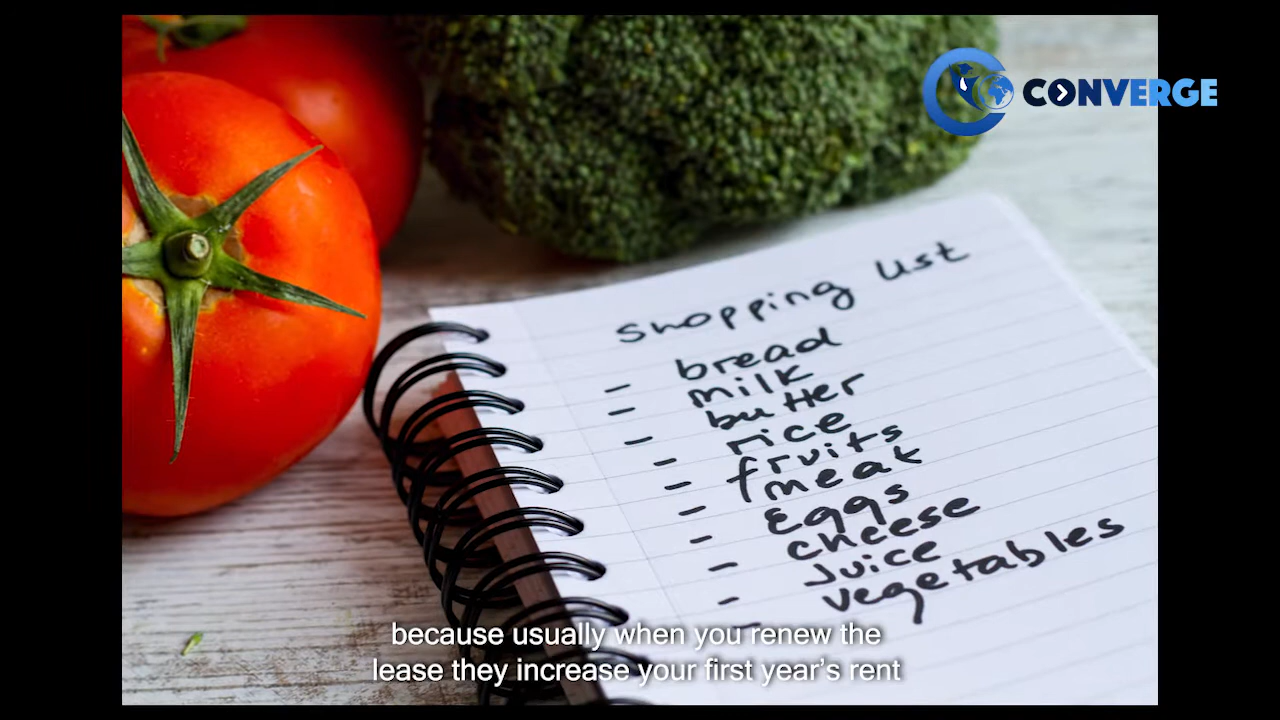 CONVERGE
Shopping List
- bread
- milk
- butter
- rice
- fruits
- meat
- Eggs
- cheese
- Juice
- vegetables
because usually when you renew the
lease they increase your first year's rent